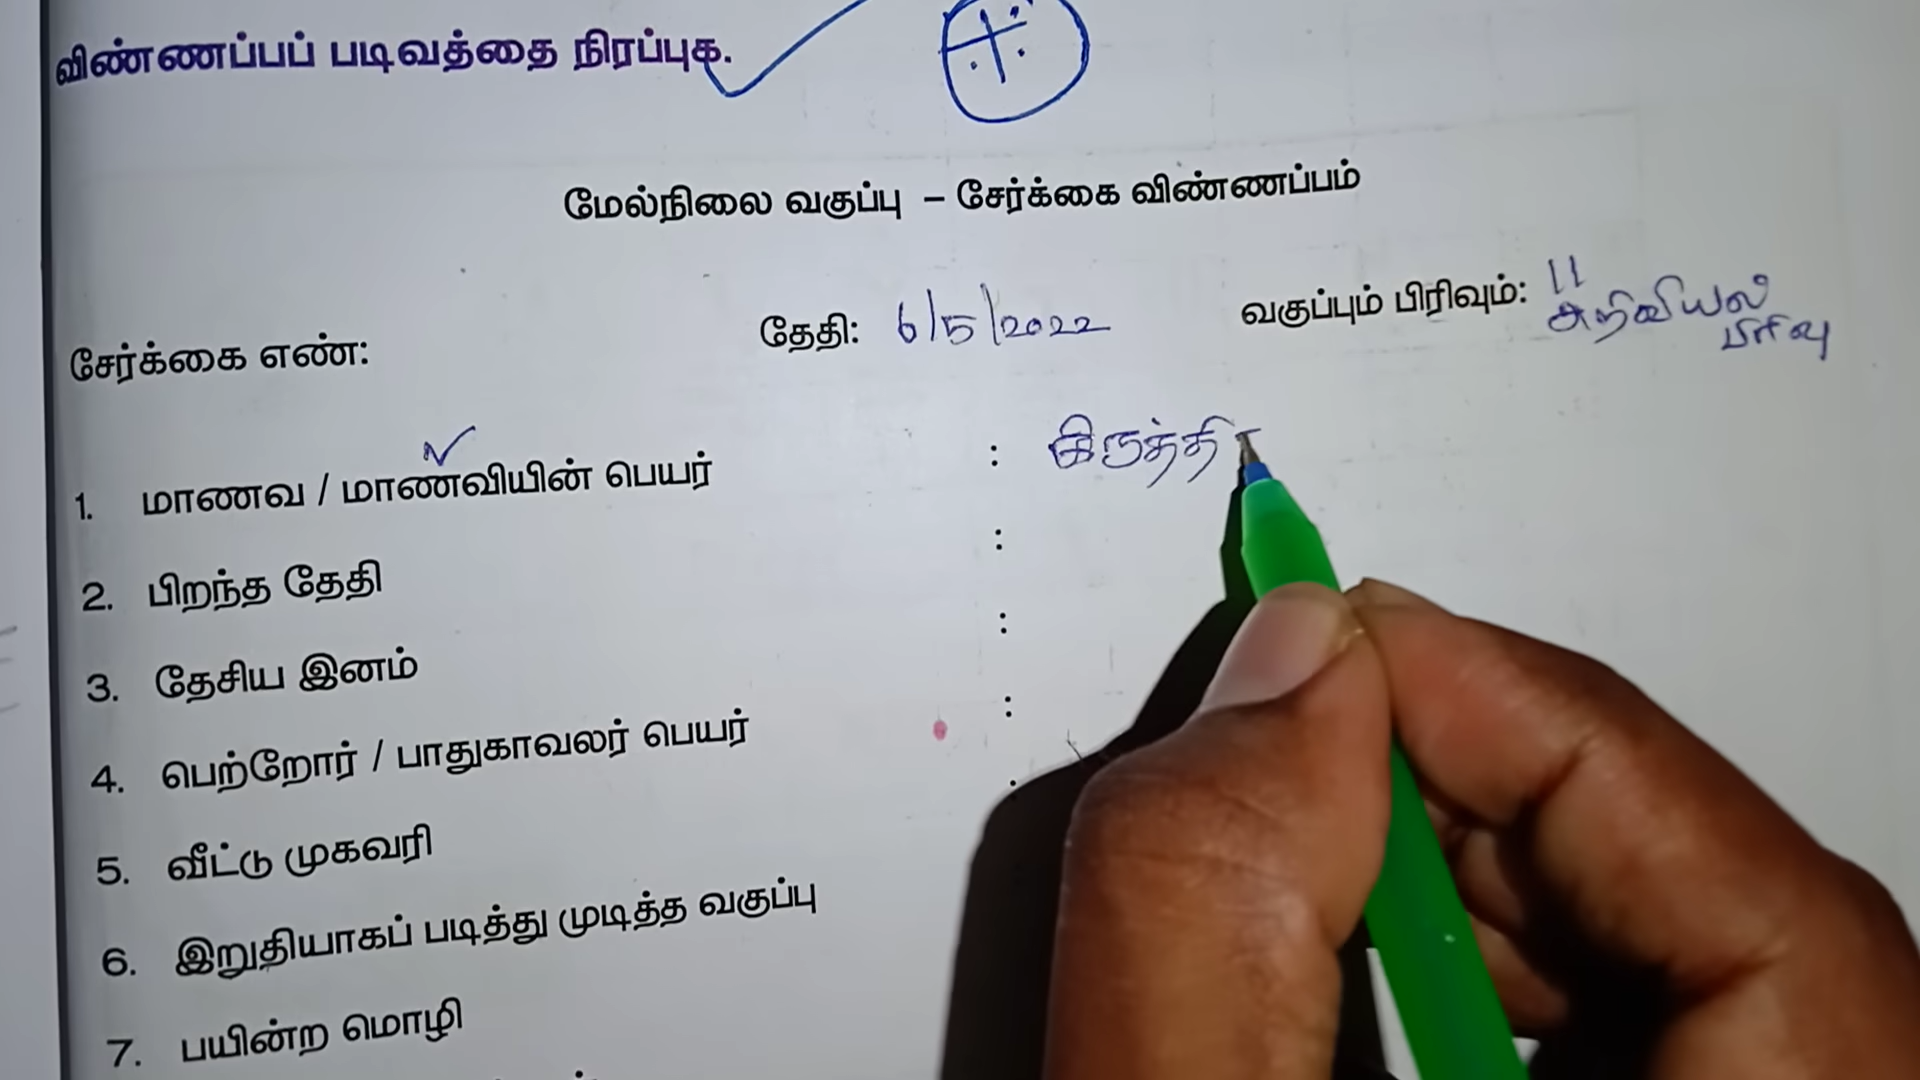 விண்ணப்பப் படிவத்தை நிரப்புக.
மேல்நிலை வகுப்பு – சேர்க்கை விண்ணப்பம்
சேர்க்கை எண்: தேதி: 6/5/2022 வகுப்பும் பிரிவும்: 11
அறிவியல்
பிரிவு
1. மாணவ / மாணவியின் பெயர் :
2. பிறந்த தேதி :
3. தேசிய இனம் :
4. பெற்றோர் / பாதுகாவலர் பெயர் :
5. வீட்டு முகவரி :
6. இறுதியாகப் படித்து முடித்த வகுப்பு
7. பயின்ற மொழி